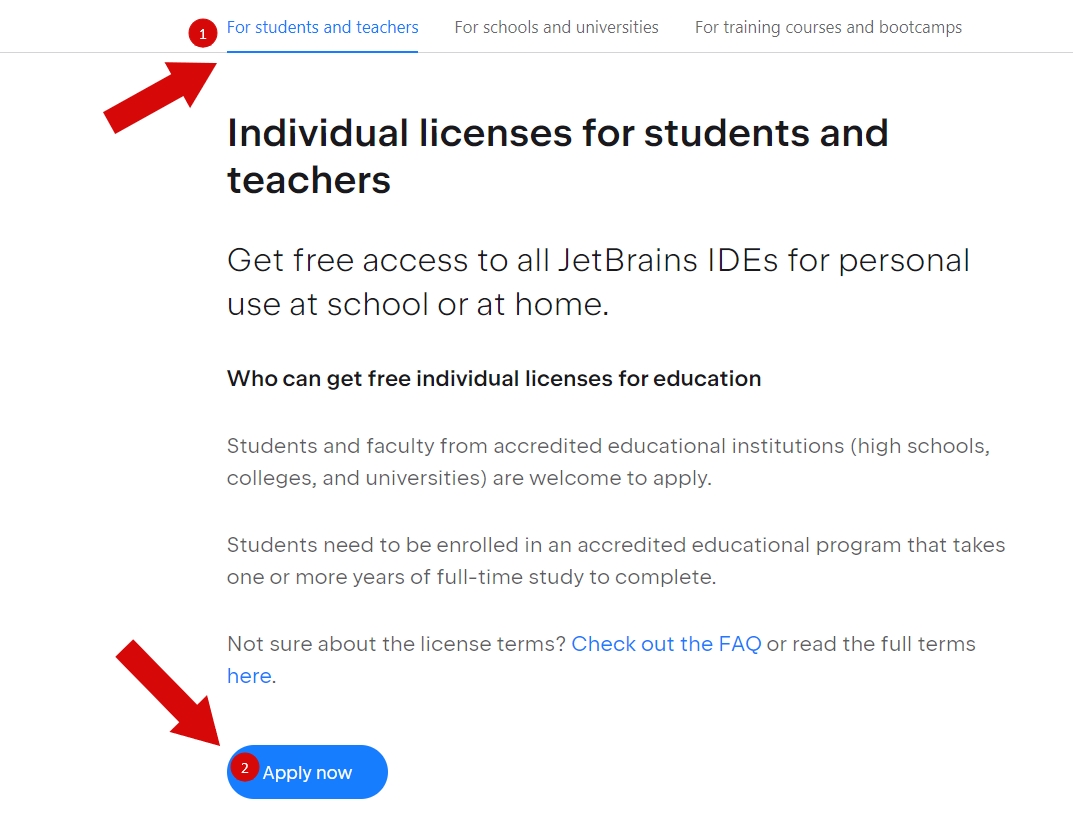 1 For students and teachers For schools and universities For training courses and bootcamps
Individual licenses for students and
teachers
Get free access to all JetBrains IDEs for personal
use at school or at home.
Who can get free individual licenses for education
Students and faculty from accredited educational institutions (high schools,
colleges, and universities) are welcome to apply.
Students need to be enrolled in an accredited educational program that takes
one or more years of full-time study to complete.
Not sure about the license terms? Check out the FAQ or read the full terms
here.
2 Apply now